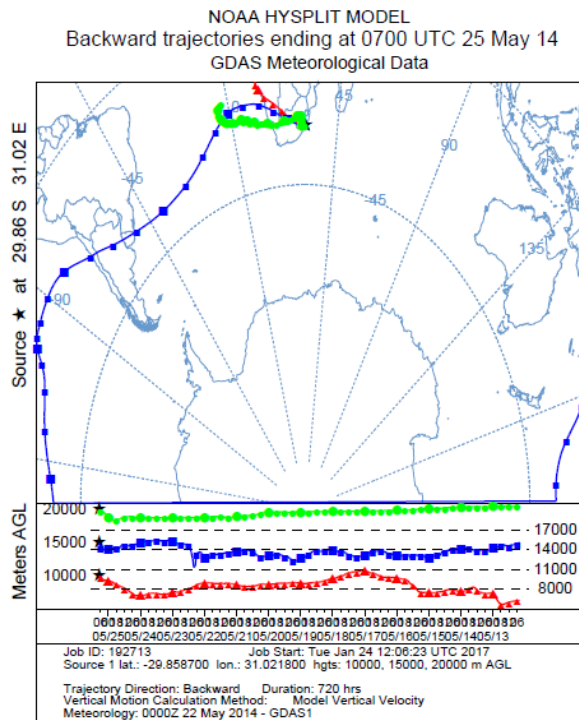 NOAA HYSPLIT MODEL
Backward trajectories ending at 0700 UTC 25 May 14
GDAS Meteorological Data
Source ★ at 29.86 S 31.02 E
0
45
90
-45
-45
135
-90
Meters AGL
20000
15000
10000
17000
14000
11000
8000
05/25 05/24 05/23 05/22 05/21 05/20 05/19 05/18 05/17 05/16 05/15 05/14 05/13
Job ID: 192713 Job Start: Tue Jan 24 12:06:23 UTC 2017
Source 1 lat.: -29.858700 lon.: 31.021800 hgts: 10000, 15000, 20000 m AGL
Trajectory Direction: Backward Duration: 720 hrs
Vertical Motion Calculation Method: Model Vertical Velocity
Meteorology: 0000Z 22 May 2014 - GDAS1